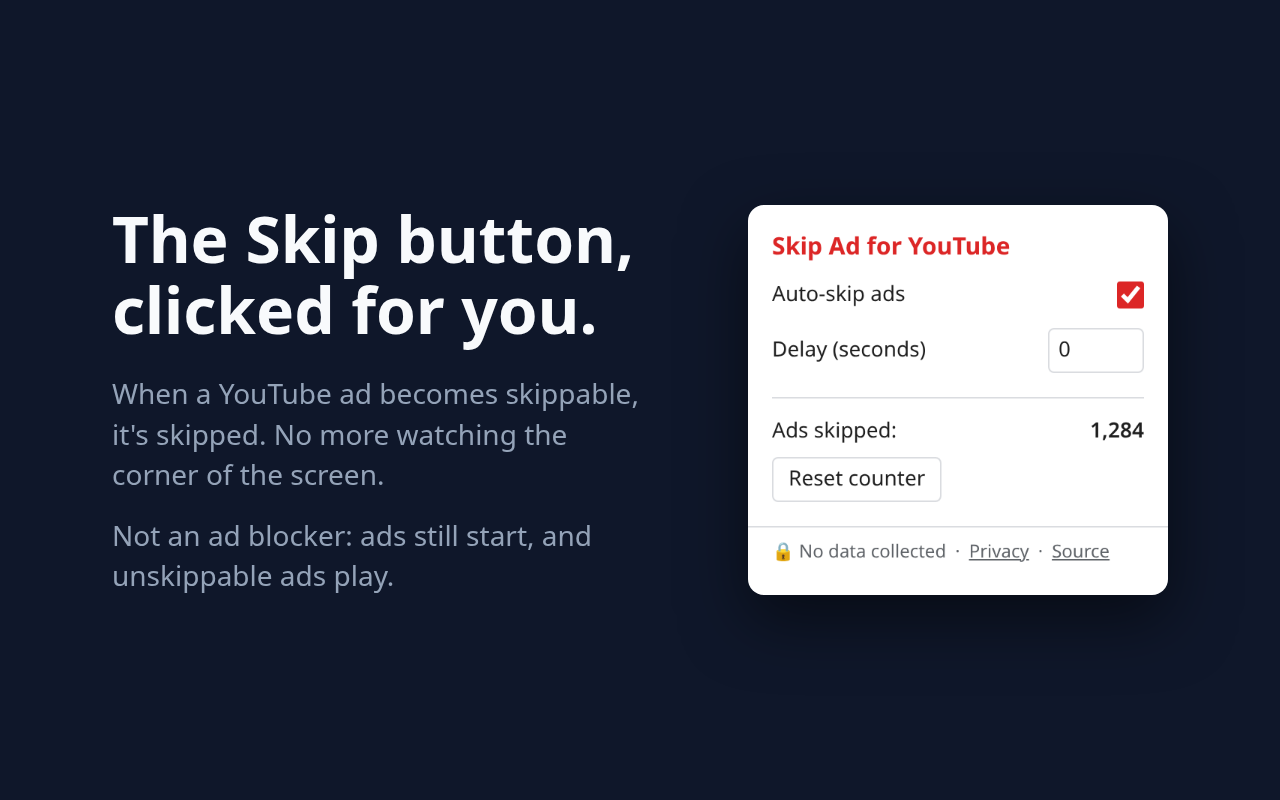 The Skip button,
clicked for you.
When a YouTube ad becomes skippable,
it's skipped. No more watching the
corner of the screen.
Not an ad blocker: ads still start, and
unskippable ads play.
Skip Ad for YouTube
Auto-skip ads
Delay (seconds) 0
Ads skipped: 1,284
Reset counter
🔒 No data collected · Privacy · Source